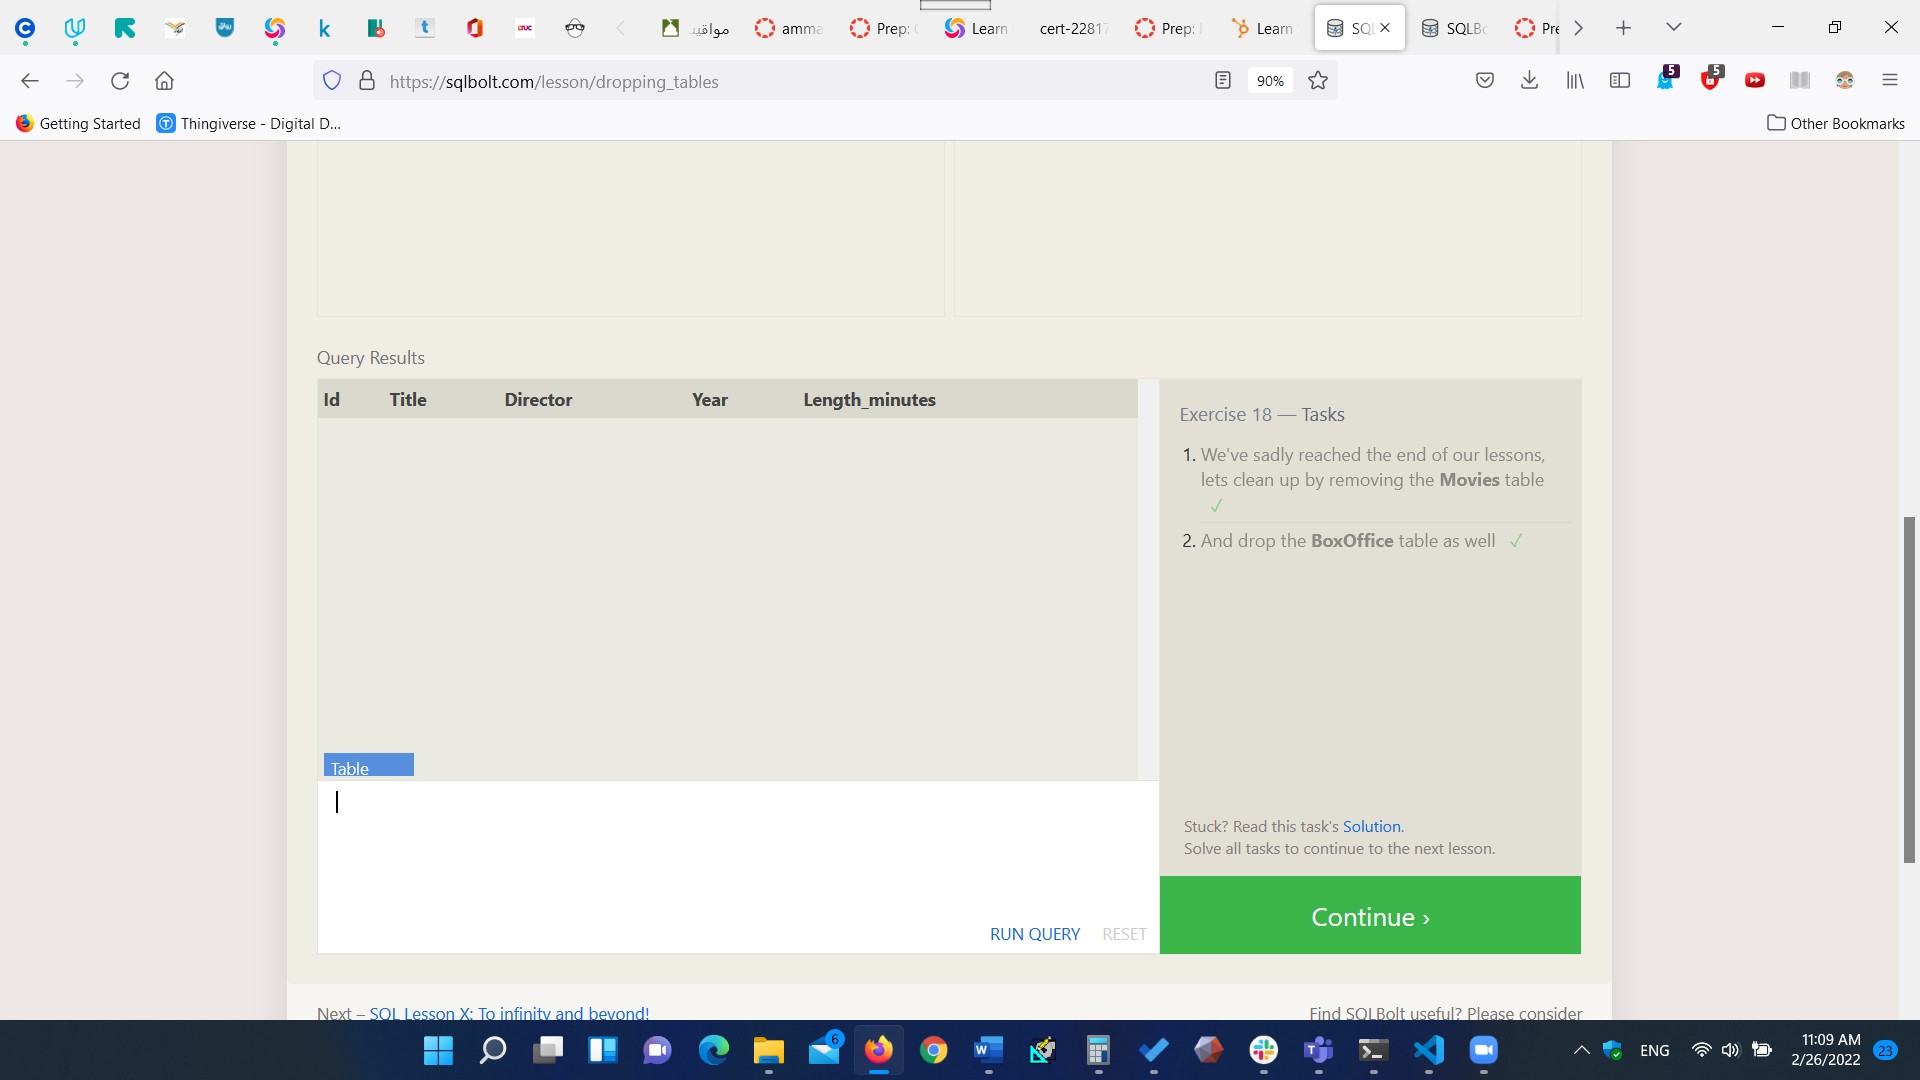 مواقيت
amma
Prep:
Learn
cert-22817
Prep:
Learn
SQL
SQLBo
Pre
https://sqlbolt.com/lesson/dropping_tables
90%
5
5
Getting Started
Thingiverse - Digital D...
Other Bookmarks
Query Results
Id Title Director Year Length_minutes
Exercise 18 — Tasks
1. We've sadly reached the end of our lessons,
lets clean up by removing the Movies table
✓
2. And drop the BoxOffice table as well ✓
Table
Stuck? Read this task's Solution.
Solve all tasks to continue to the next lesson.
RUN QUERY RESET
Continue ›
Next – SQL Lesson X: To infinity and beyond!
Find SQLBolt useful? Please consider
6
ENG
11:09 AM
2/26/2022
23